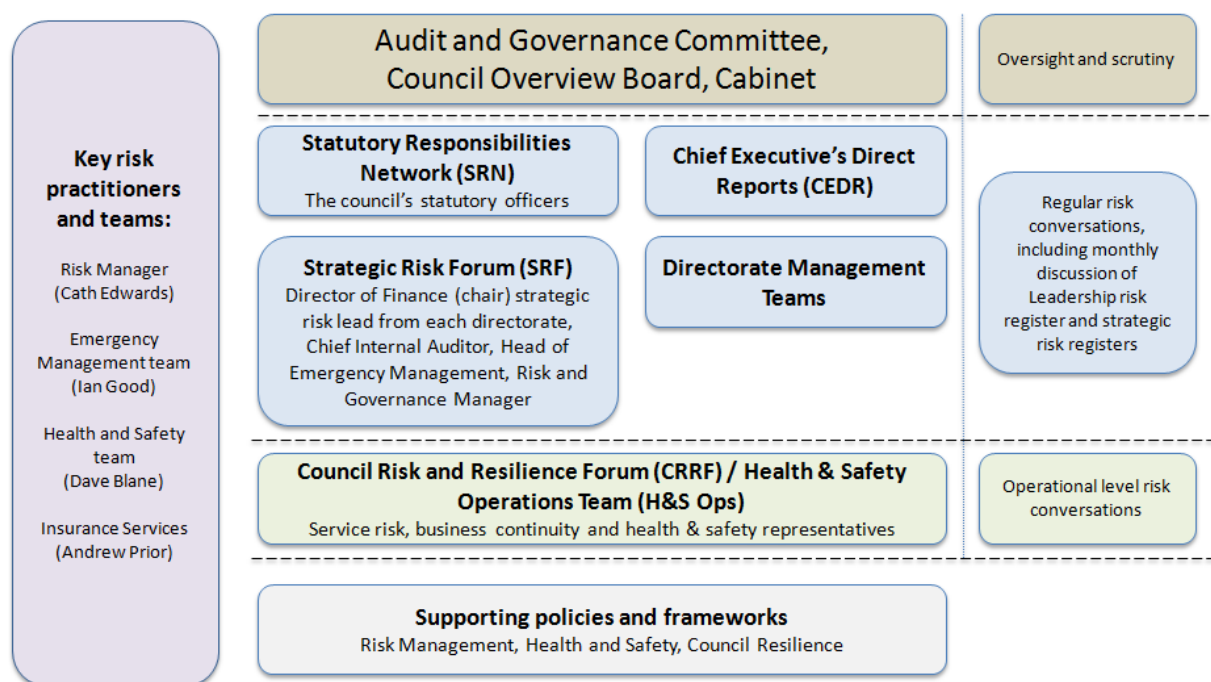 Key risk
practitioners
and teams:
Risk Manager
(Cath Edwards)
Emergency
Management team
(Ian Good)
Health and Safety
team
(Dave Blane)
Insurance Services
(Andrew Prior)
Audit and Governance Committee,
Council Overview Board, Cabinet
Oversight and scrutiny
Statutory Responsibilities
Network (SRN)
The council's statutory officers
Chief Executive's Direct
Reports (CEDR)
Strategic Risk Forum (SRF)
Director of Finance (chair) strategic
risk lead from each directorate,
Chief Internal Auditor, Head of
Emergency Management, Risk and
Governance Manager
Directorate Management
Teams
Regular risk
conversations,
including monthly
discussion of
Leadership risk
register and strategic
risk registers
Council Risk and Resilience Forum (CRRF) / Health & Safety
Operations Team (H&S Ops)
Service risk, business continuity and health & safety representatives
Operational level risk
conversations
Supporting policies and frameworks
Risk Management, Health and Safety, Council Resilience